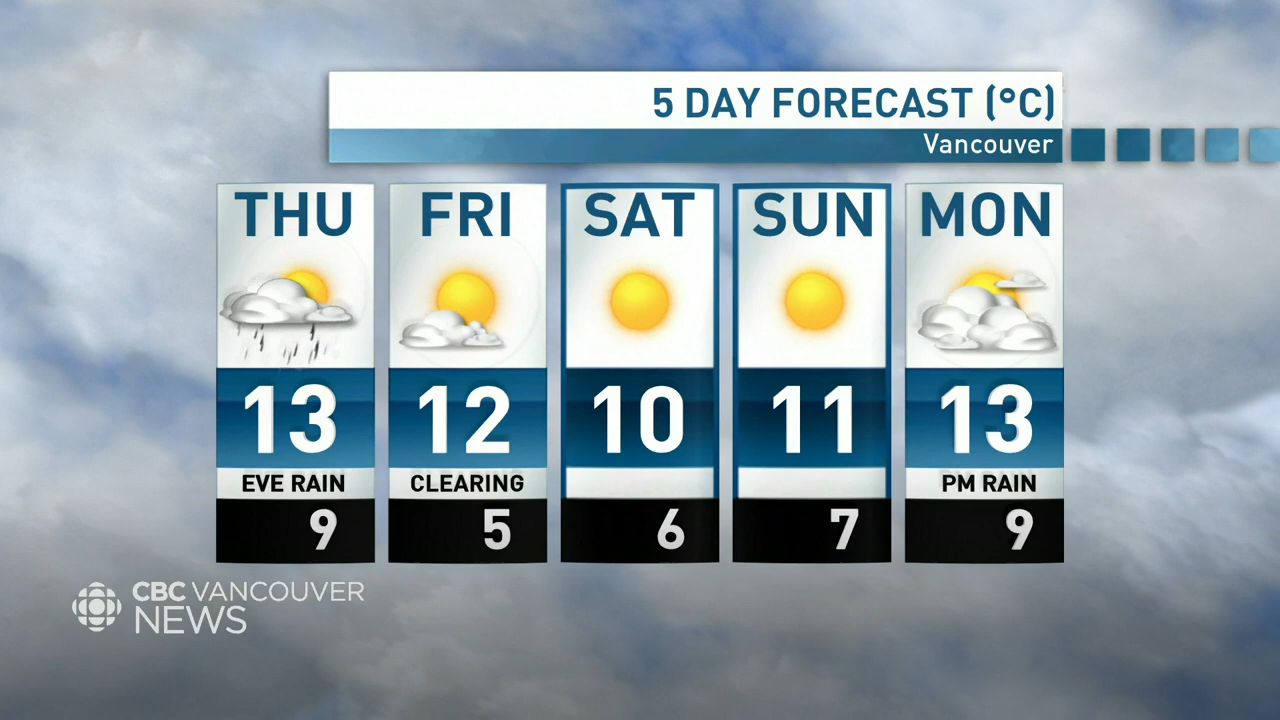 5 DAY FORECAST (°C)
Vancouver
THU FRI SAT SUN MON
13 12 10 11 13
EVE RAIN CLEARING PM RAIN
9 5 6 7 9
CBC VANCOUVER
NEWS